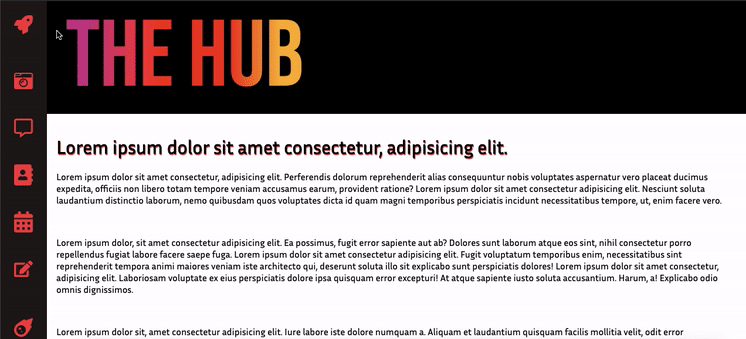 THE HUB
Lorem ipsum dolor sit amet consectetur, adipisicing elit.
Lorem ipsum dolor sit amet consectetur, adipisicing elit. Perferendis dolorum reprehenderit alias consequuntur nobis voluptates aspernatur vero placeat ducimus
expedita, officiis non libero totam tempore veniam accusamus earum, provident ratione? Lorem ipsum dolor sit amet consectetur adipisicing elit. Nesciunt soluta
laudantium distinctio laborum, nemo quibusdam quos voluptates dicta id quam magni temporibus perspiciatis incidunt necessitatibus tempore, ut, enim facere vero.
Lorem ipsum dolor, sit amet consectetur adipisicing elit. Ea possimus, fugit error sapiente aut ab? Dolores sunt laborum atque eos sint, nihil consectetur porro
repellendus fugiat labore facere saepe fuga. Lorem ipsum dolor sit amet consectetur adipisicing elit. Fugit voluptatum temporibus enim, necessitatibus sint
reprehenderit tempora animi maiores veniam iste architecto qui, deserunt soluta illo sit explicabo sunt perspiciatis dolores! Lorem ipsum dolor sit amet consectetur,
adipisicing elit. Laboriosam voluptate ex eius perspiciatis dolore ipsa quisquam error excepturi! At atque sapiente iusto soluta accusantium. Harum, a! Explicabo odio
omnis dignissimos.
Lorem ipsum dolor sit, amet consectetur adipisicing elit. Iure labore iste dolore numquam a. Aliquam et laudantium quisquam facilis mollitia velit, odit error